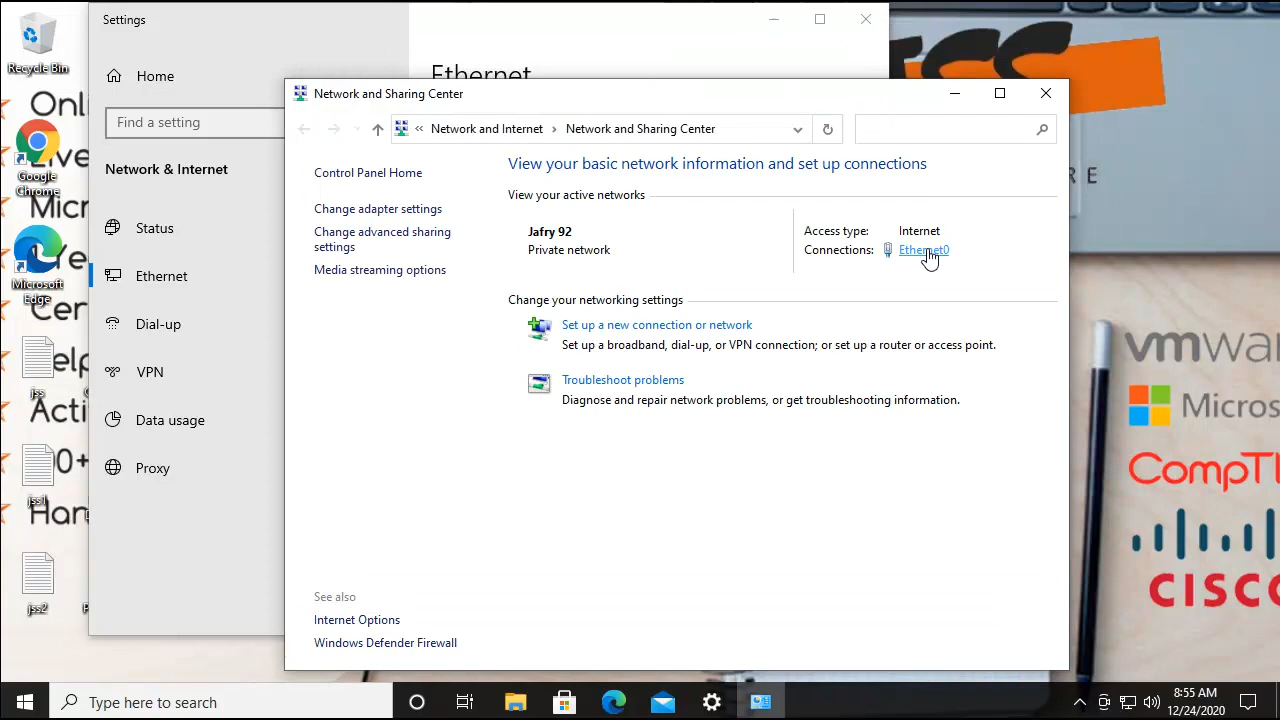 Settings
Recycle Bin
Home
Ethernet
Find a setting
Network & Internet
Status
Ethernet
Dial-up
VPN
Data usage
Proxy
Google
Chrome
Microsoft
Edge
jss
jss1
jss2
Network and Sharing Center
« Network and Internet › Network and Sharing Center
Control Panel Home
Change adapter settings
Change advanced sharing
settings
Media streaming options
View your basic network information and set up connections
View your active networks
Jafry 92
Private network
Access type: Internet
Connections: Ethernet0
Change your networking settings
Set up a new connection or network
Set up a broadband, dial-up, or VPN connection; or set up a router or access point.
Troubleshoot problems
Diagnose and repair network problems, or get troubleshooting information.
See also
Internet Options
Windows Defender Firewall
vmwa
Micros
CompT
CISC
Type here to search
8:55 AM
12/24/2020